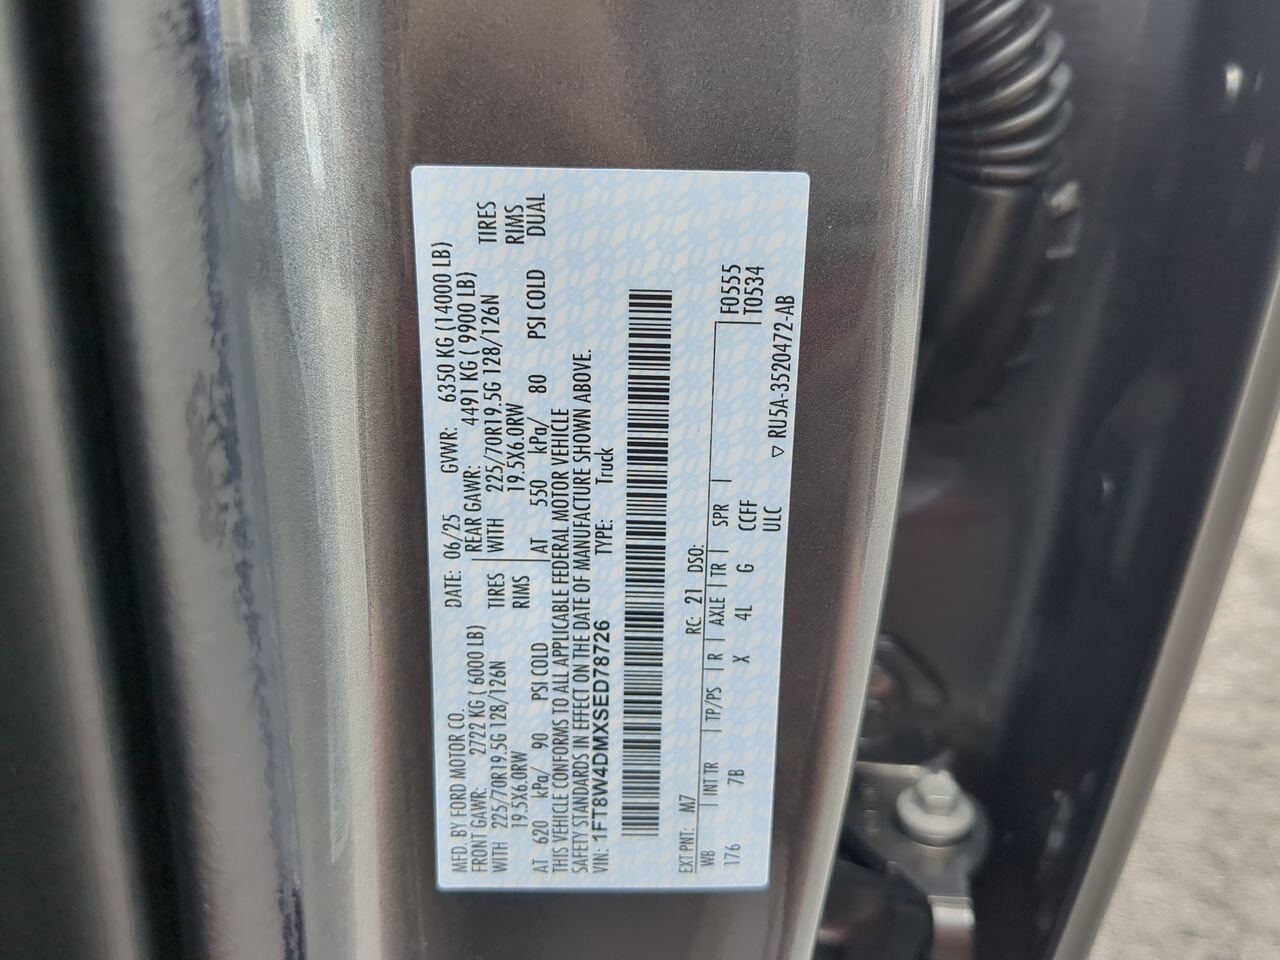 MFD. BY FORD MOTOR CO. DATE: 06/25 GVWR: 6350 KG (14000 LB)
FRONT GAWR: 2722 KG ( 6000 LB) REAR GAWR: 4491 KG ( 9900 LB)
WITH 225/70R19.5G 128/126N TIRES WITH 225/70R19.5G 128/126N TIRES
19.5X6.0RW RIMS 19.5X6.0RW RIMS
AT 620 kPa/ 90 PSI COLD AT 550 kPa/ 80 PSI COLD DUAL
THIS VEHICLE CONFORMS TO ALL APPLICABLE FEDERAL MOTOR VEHICLE
SAFETY STANDARDS IN EFFECT ON THE DATE OF MANUFACTURE SHOWN ABOVE.
VIN: 1FT8W4DMXSED78726 TYPE: Truck
EXT PNT: M7 RC: 21 DSO:
WB INT TR TP/PS R AXLE TR SPR F0555
176 7B X 4L G CCFF T0534
ULC
▽ RU5A-3520472-AB